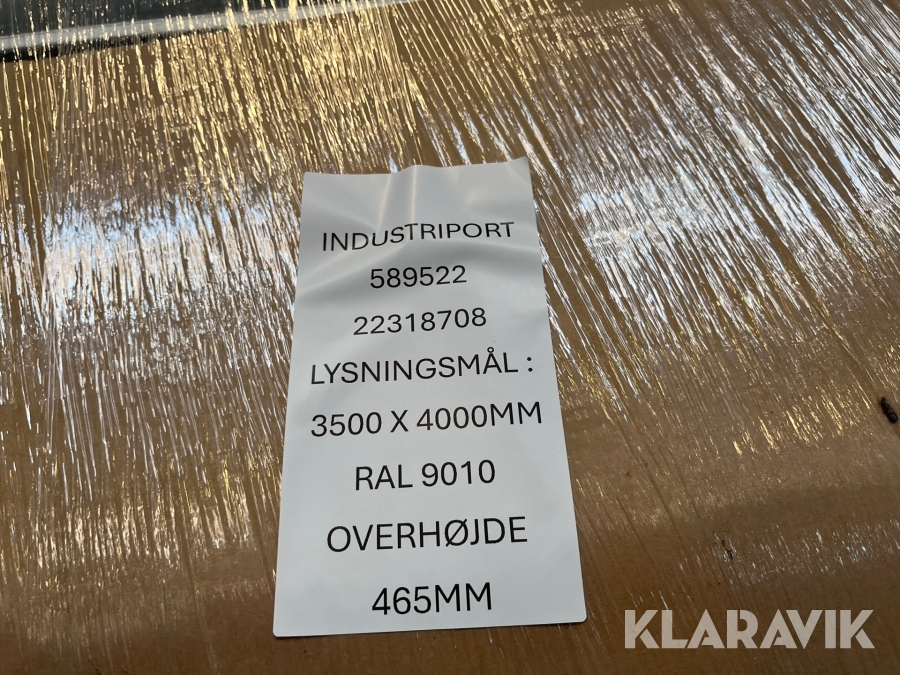 INDUSTRIPORT
589522
22318708
LYSNINGSMÅL :
3500 X 4000MM
RAL 9010
OVERHØJDE
465MM
KLARAVIK